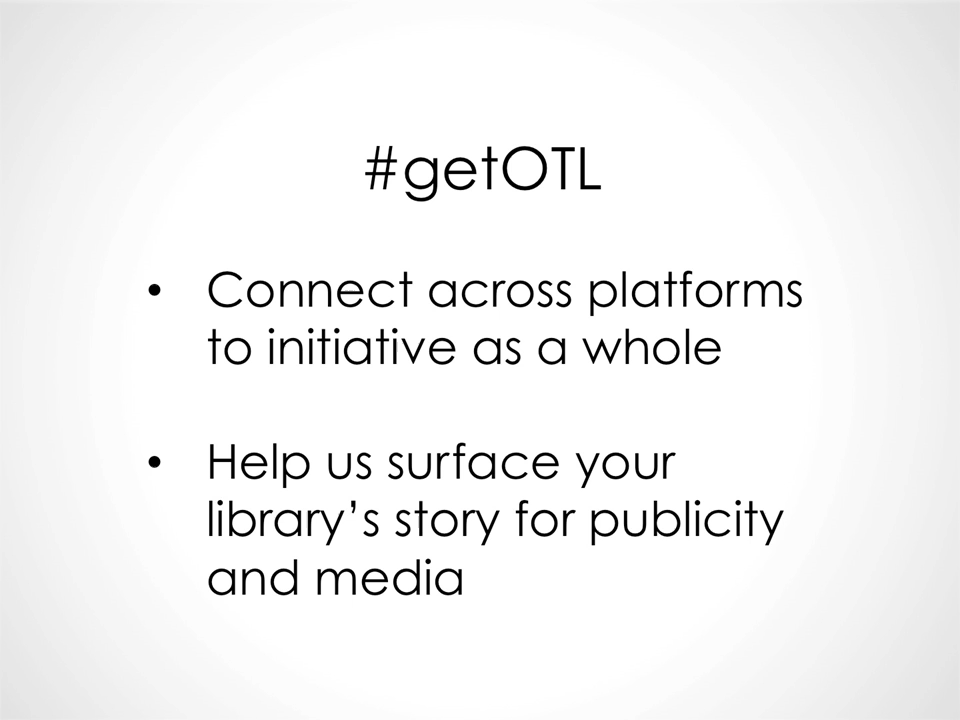 #getOTL
• Connect across platforms
to initiative as a whole
• Help us surface your
library’s story for publicity
and media